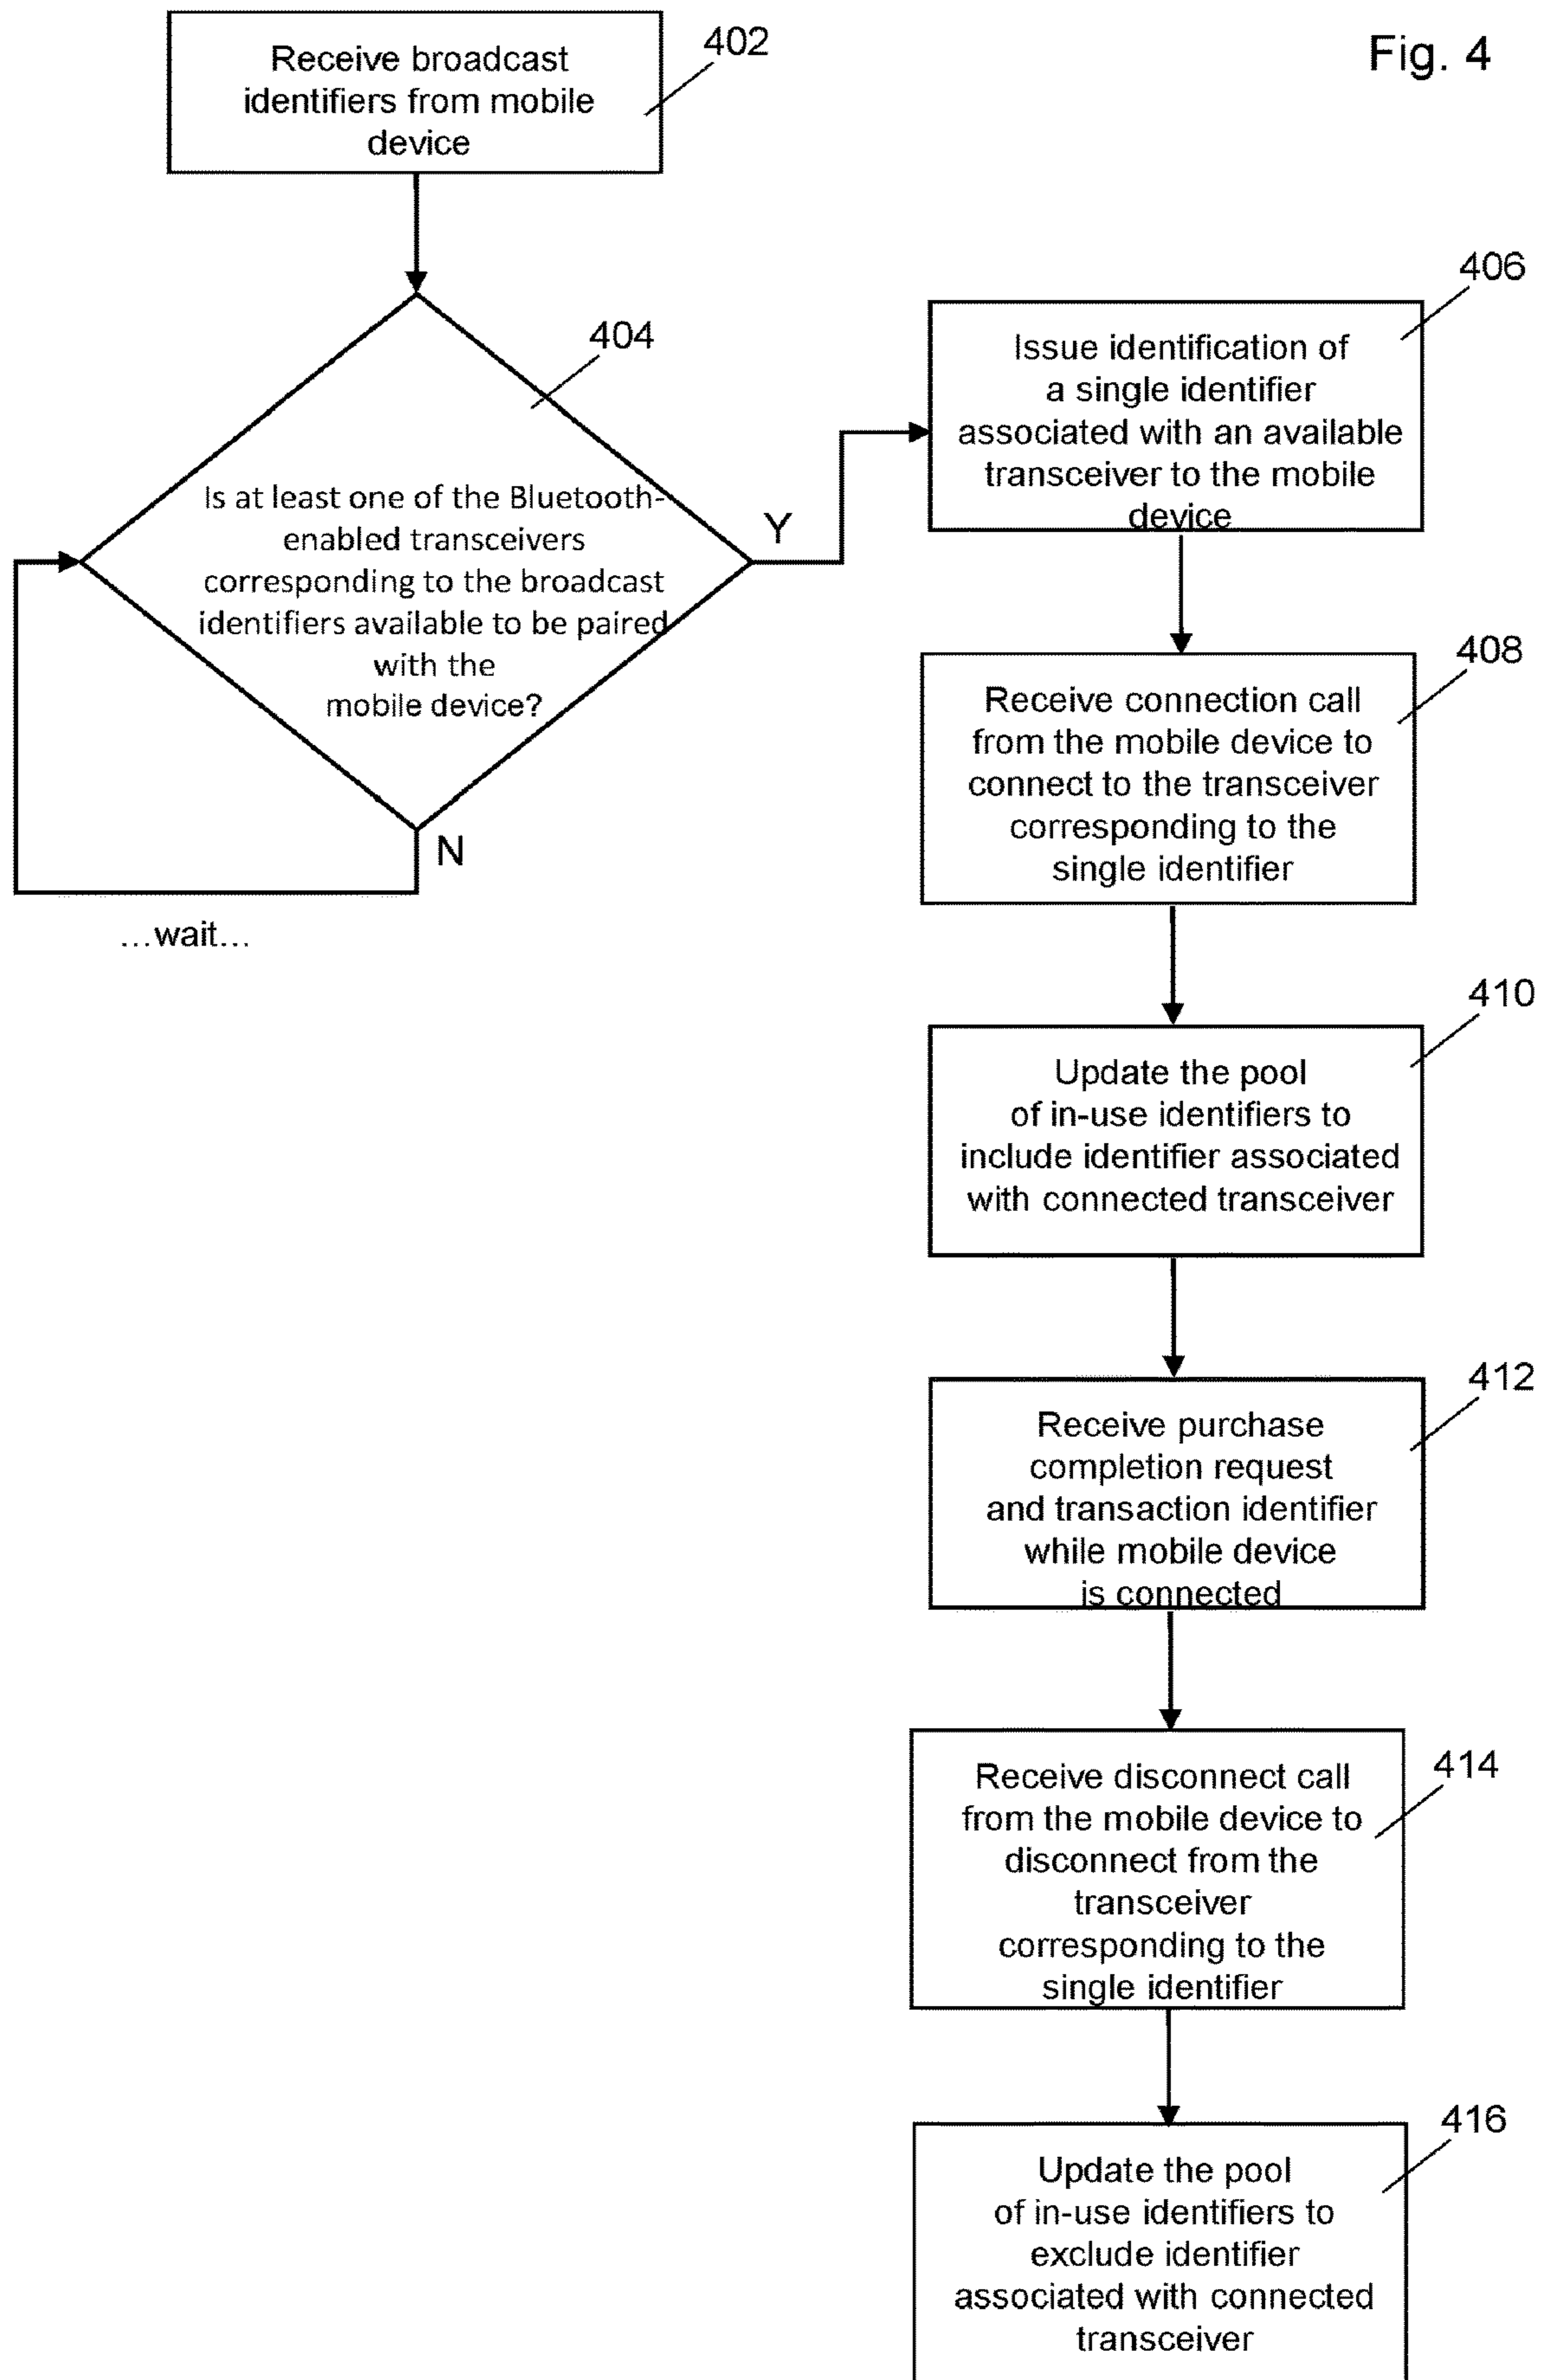 Fig. 4
402
Receive broadcast
identifiers from mobile
device
404
Is at least one of the Bluetooth-
enabled transceivers
corresponding to the broadcast
identifiers available to be paired
with the
mobile device?
Y
N
...wait...
406
Issue identification of
a single identifier
associated with an available
transceiver to the mobile
device
408
Receive connection call
from the mobile device to
connect to the transceiver
corresponding to the
single identifier
410
Update the pool
of in-use identifiers to
include identifier associated
with connected transceiver
412
Receive purchase
completion request
and transaction identifier
while mobile device
is connected
414
Receive disconnect call
from the mobile device to
disconnect from the
transceiver
corresponding to the
single identifier
416
Update the pool
of in-use identifiers to
exclude identifier
associated with connected
transceiver